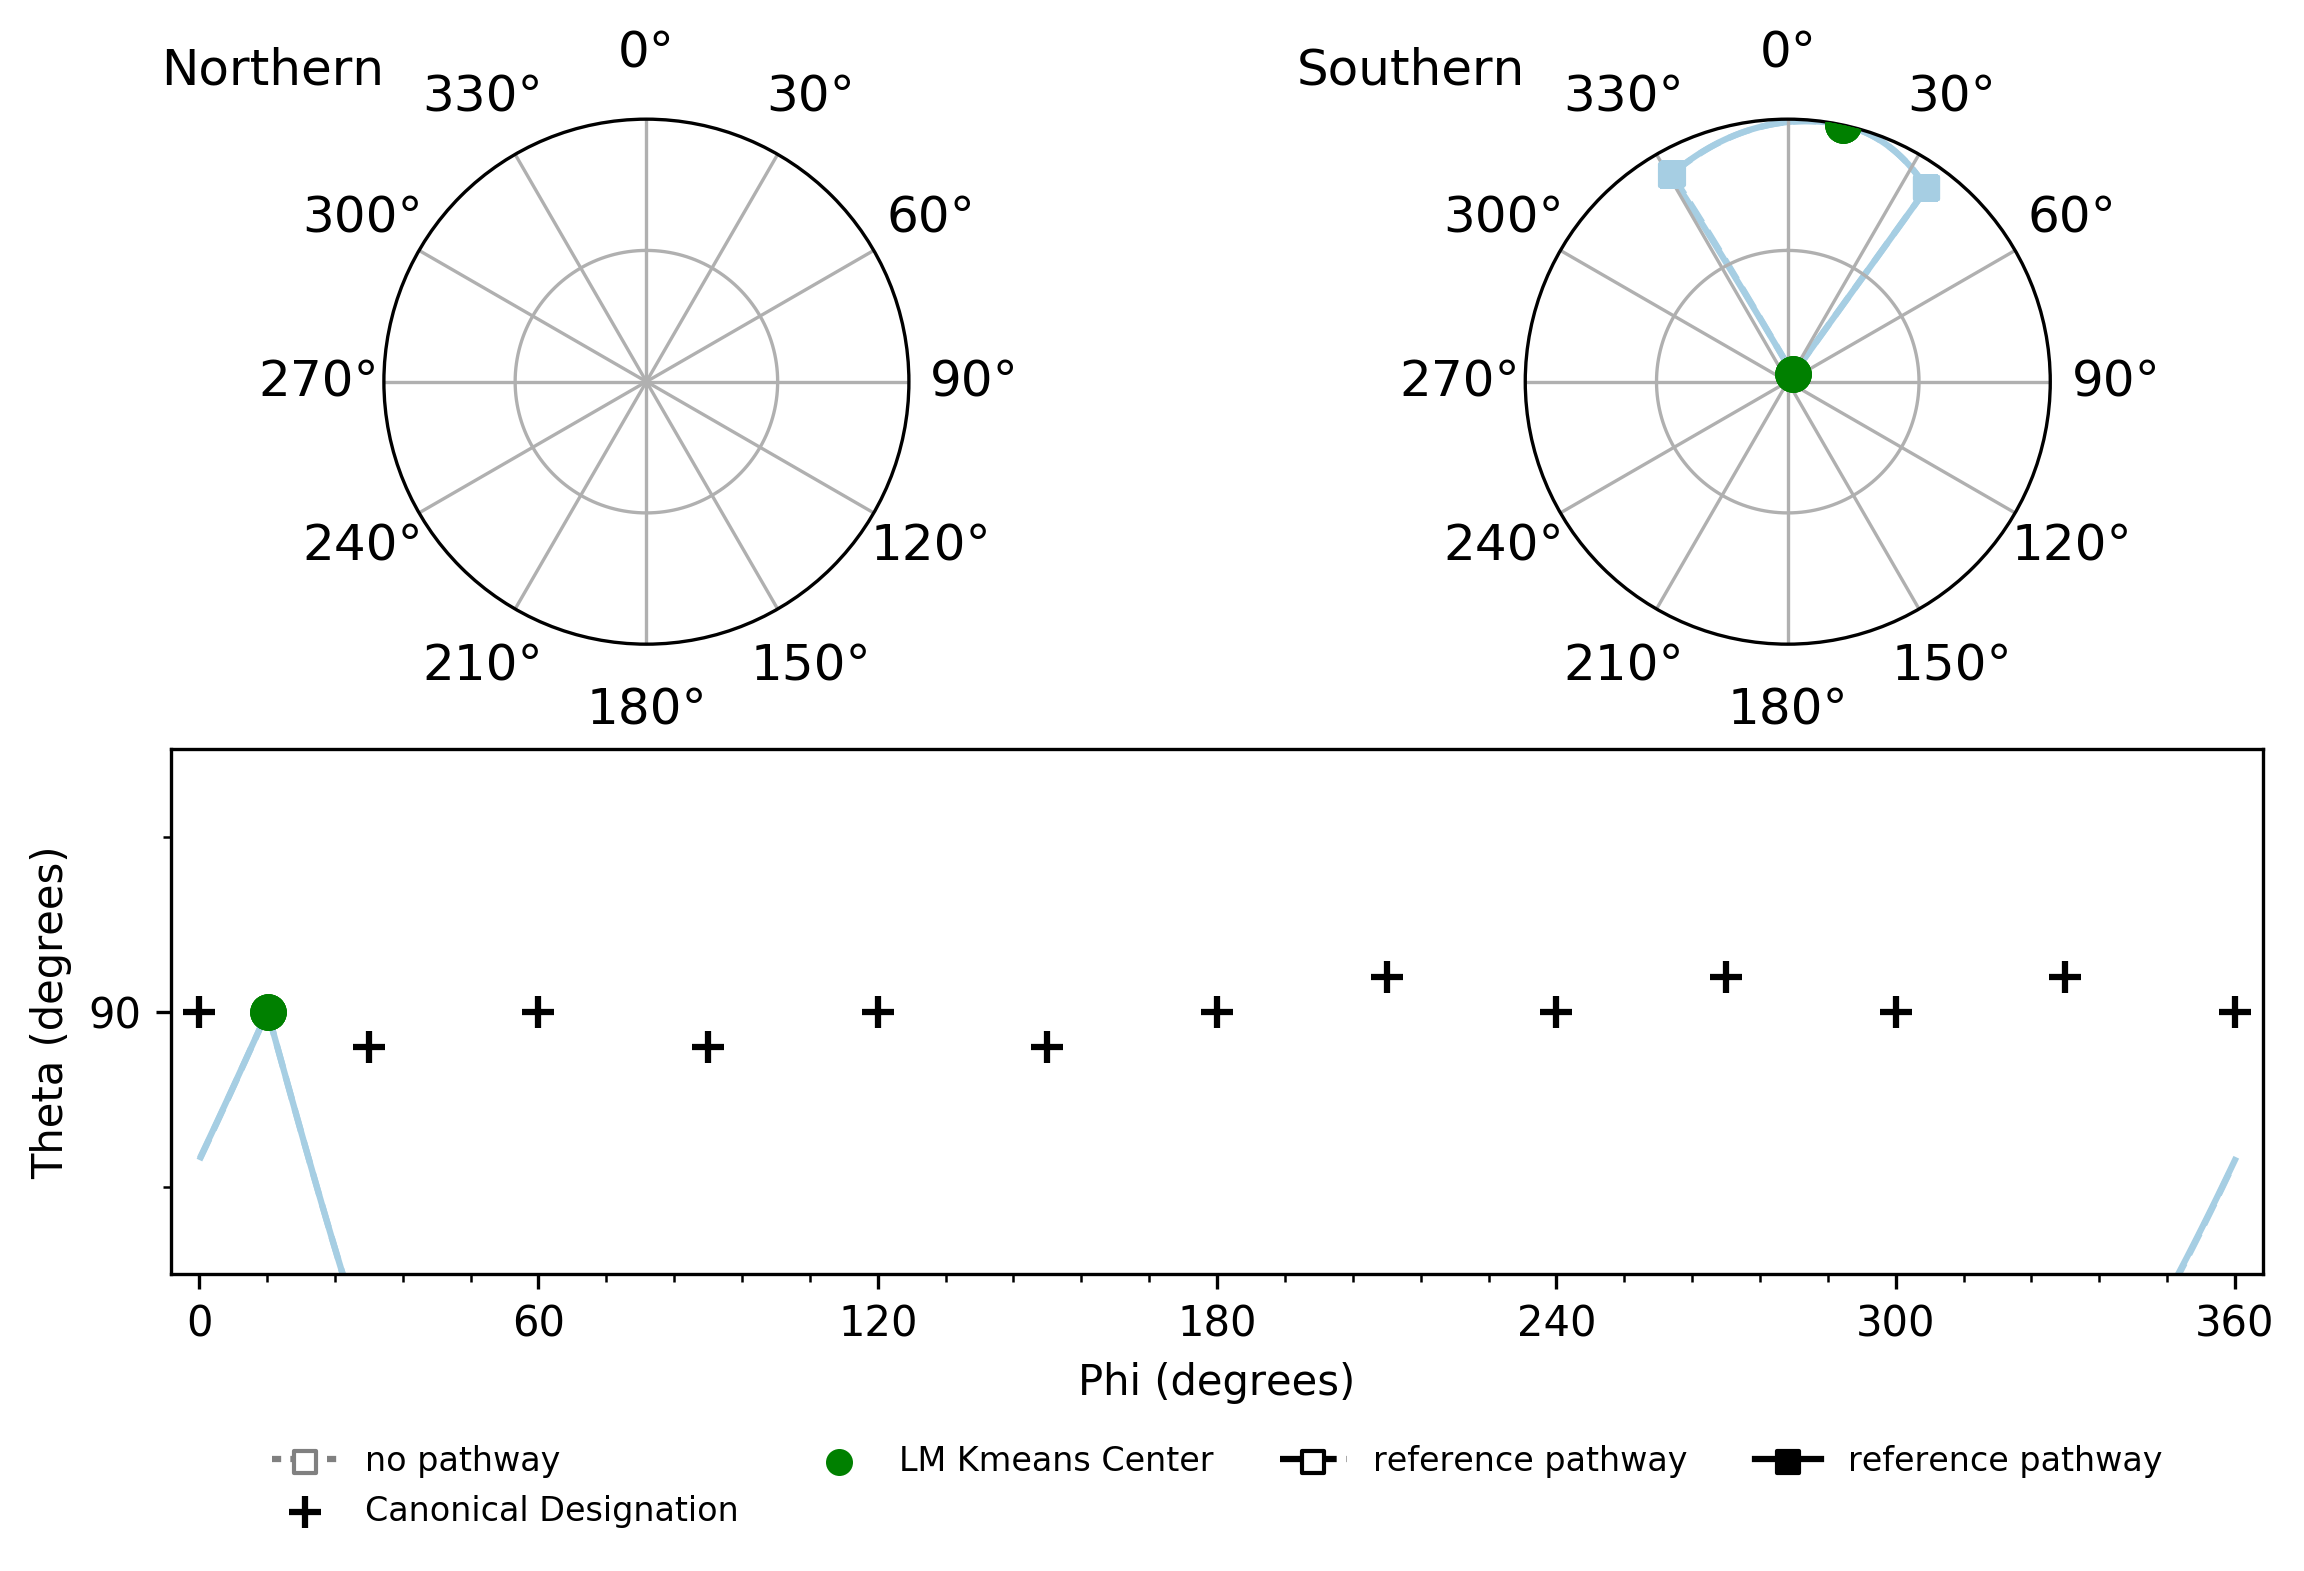 Northern
0°
30°
60°
90°
120°
150°
180°
210°
240°
270°
300°
330°
Southern
0°
30°
60°
90°
120°
150°
180°
210°
240°
270°
300°
330°
Theta (degrees)
90
0 60 120 180 240 300 360
Phi (degrees)
no pathway
Canonical Designation
LM Kmeans Center
reference pathway
reference pathway